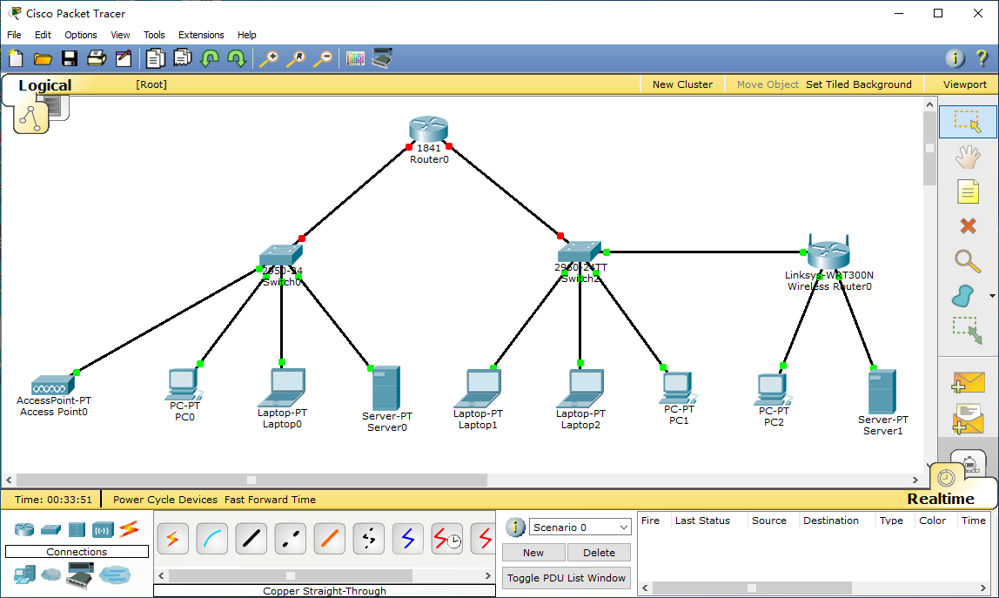 Cisco Packet Tracer
File Edit Options View Tools Extensions Help
Logical [Root] New Cluster Move Object Set Tiled Background Viewport
1841
Router0
2950-24
Switch0
2960-24TT
Switch2
Linksys-WRT300N
Wireless Router0
AccessPoint-PT
Access Point0
PC-PT
PC0
Laptop-PT
Laptop0
Server-PT
Server0
Laptop-PT
Laptop1
Laptop-PT
Laptop2
PC-PT
PC1
PC-PT
PC2
Server-PT
Server1
Time: 00:33:51 Power Cycle Devices Fast Forward Time Realtime
Connections
Copper Straight-Through
Scenario 0
New Delete
Toggle PDU List Window
Fire Last Status Source Destination Type Color Time